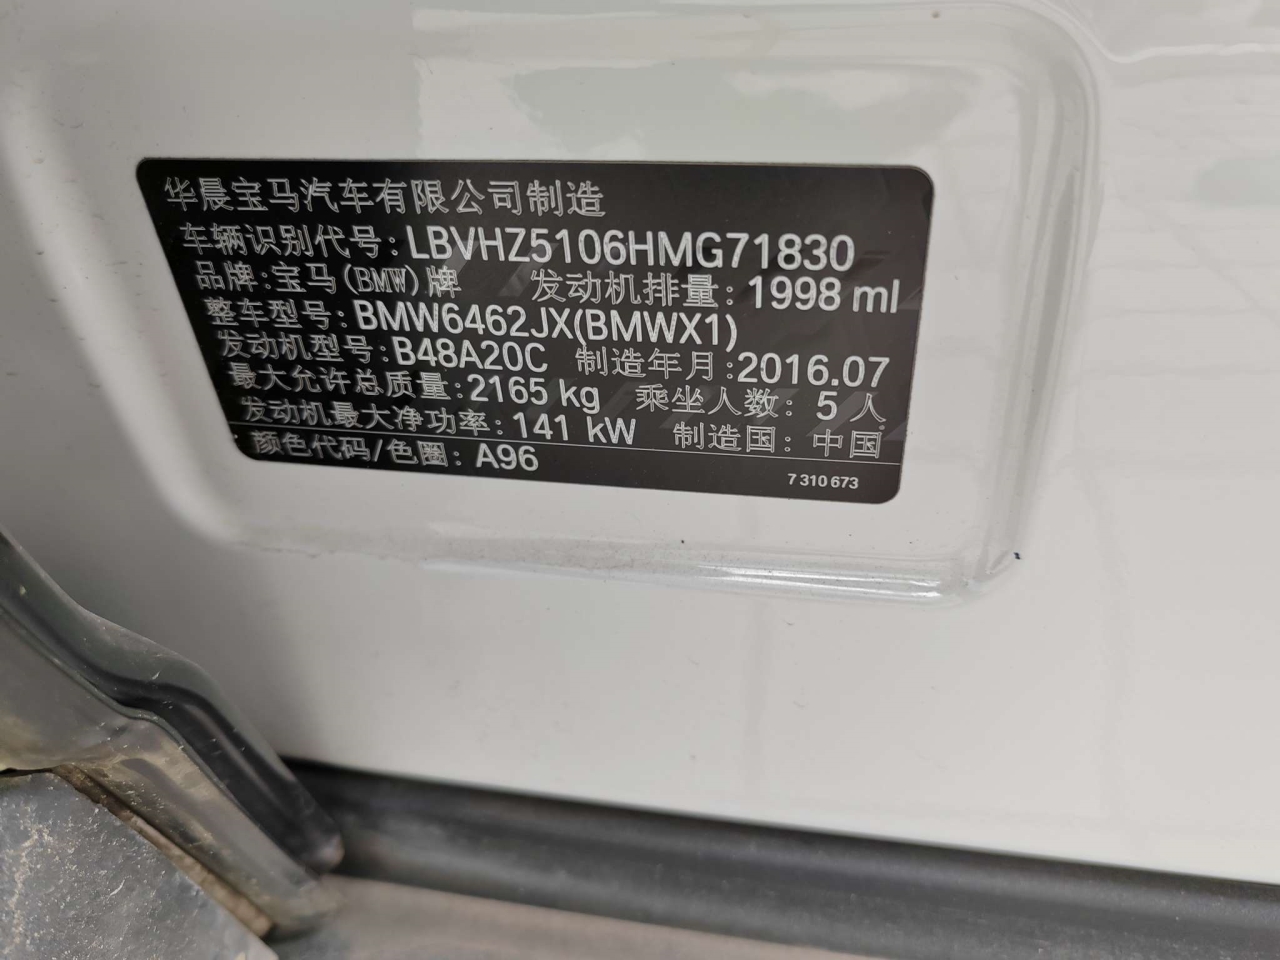 华晨宝马汽车有限公司制造
车辆识别代号: LBVHZ5106HMG71830
品牌: 宝马(BMW)牌 发动机排量: 1998 ml
整车型号: BMW6462JX(BMWX1)
发动机型号: B48A20C 制造年月: 2016.07
最大允许总质量: 2165 kg 乘坐人数: 5 人
发动机最大净功率: 141 kW 制造国: 中国
颜色代码/色圈: A96
7 310 673